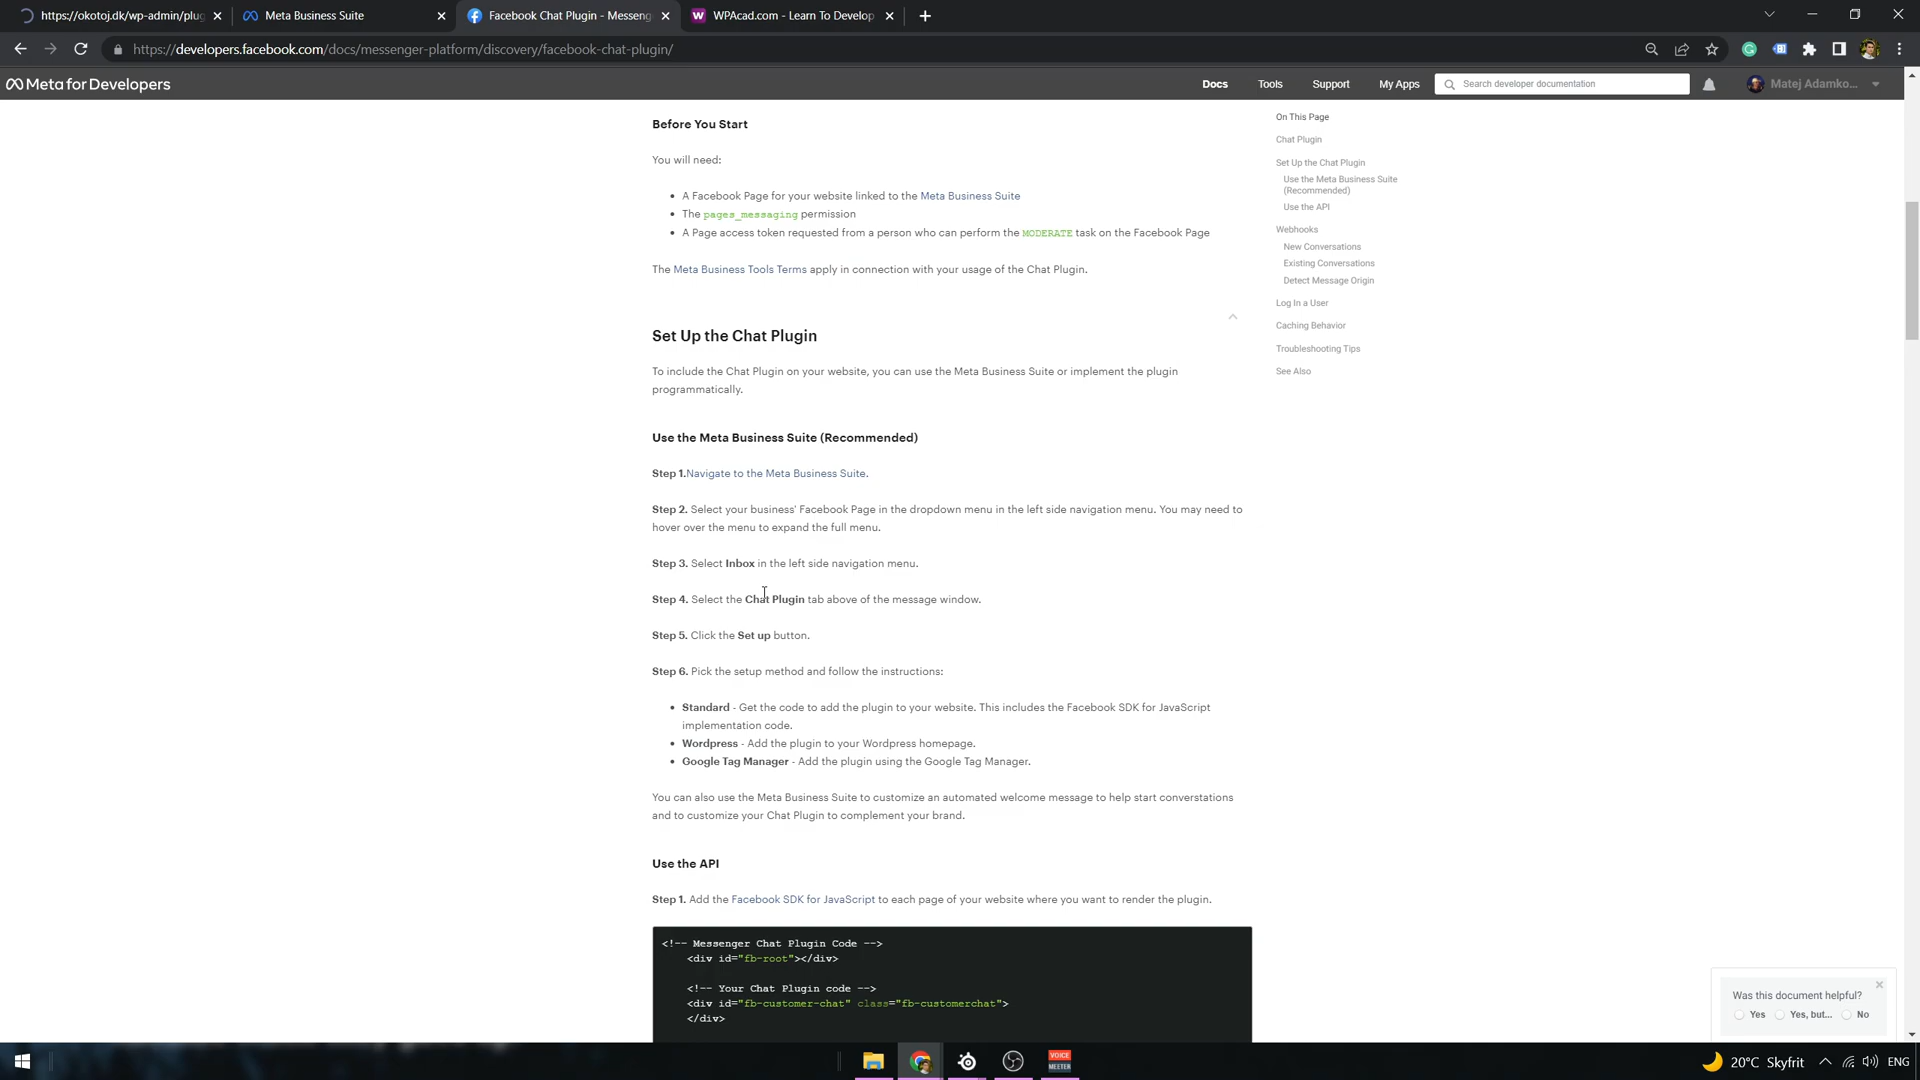 https://okotoj.dk/wp-admin/plug
Meta Business Suite
Facebook Chat Plugin - Messeng
WPAcad.com - Learn To Develop
https://developers.facebook.com/docs/messenger-platform/discovery/facebook-chat-plugin/
Meta for Developers
Docs
Tools
Support
My Apps
Search developer documentation
Matej Adamko...
Before You Start
You will need:
• A Facebook Page for your website linked to the Meta Business Suite
• The pages_messaging permission
• A Page access token requested from a person who can perform the MODERATE task on the Facebook Page
The Meta Business Tools Terms apply in connection with your usage of the Chat Plugin.
Set Up the Chat Plugin
To include the Chat Plugin on your website, you can use the Meta Business Suite or implement the plugin
programmatically.
Use the Meta Business Suite (Recommended)
Step 1.Navigate to the Meta Business Suite.
Step 2. Select your business' Facebook Page in the dropdown menu in the left side navigation menu. You may need to
hover over the menu to expand the full menu.
Step 3. Select Inbox in the left side navigation menu.
Step 4. Select the Chat Plugin tab above of the message window.
Step 5. Click the Set up button.
Step 6. Pick the setup method and follow the instructions:
• Standard - Get the code to add the plugin to your website. This includes the Facebook SDK for JavaScript
implementation code.
• Wordpress - Add the plugin to your Wordpress homepage.
• Google Tag Manager - Add the plugin using the Google Tag Manager.
You can also use the Meta Business Suite to customize an automated welcome message to help start converstations
and to customize your Chat Plugin to complement your brand.
Use the API
Step 1. Add the Facebook SDK for JavaScript to each page of your website where you want to render the plugin.
<!-- Messenger Chat Plugin Code -->
<div id="fb-root"></div>
<!-- Your Chat Plugin code -->
<div id="fb-customer-chat" class="fb-customerchat">
</div>
On This Page
Chat Plugin
Set Up the Chat Plugin
Use the Meta Business Suite
(Recommended)
Use the API
Webhooks
New Conversations
Existing Conversations
Detect Message Origin
Log In a User
Caching Behavior
Troubleshooting Tips
See Also
Was this document helpful?
Yes
Yes, but...
No
VOICE
MEETER
20°C Skyfrit
ENG